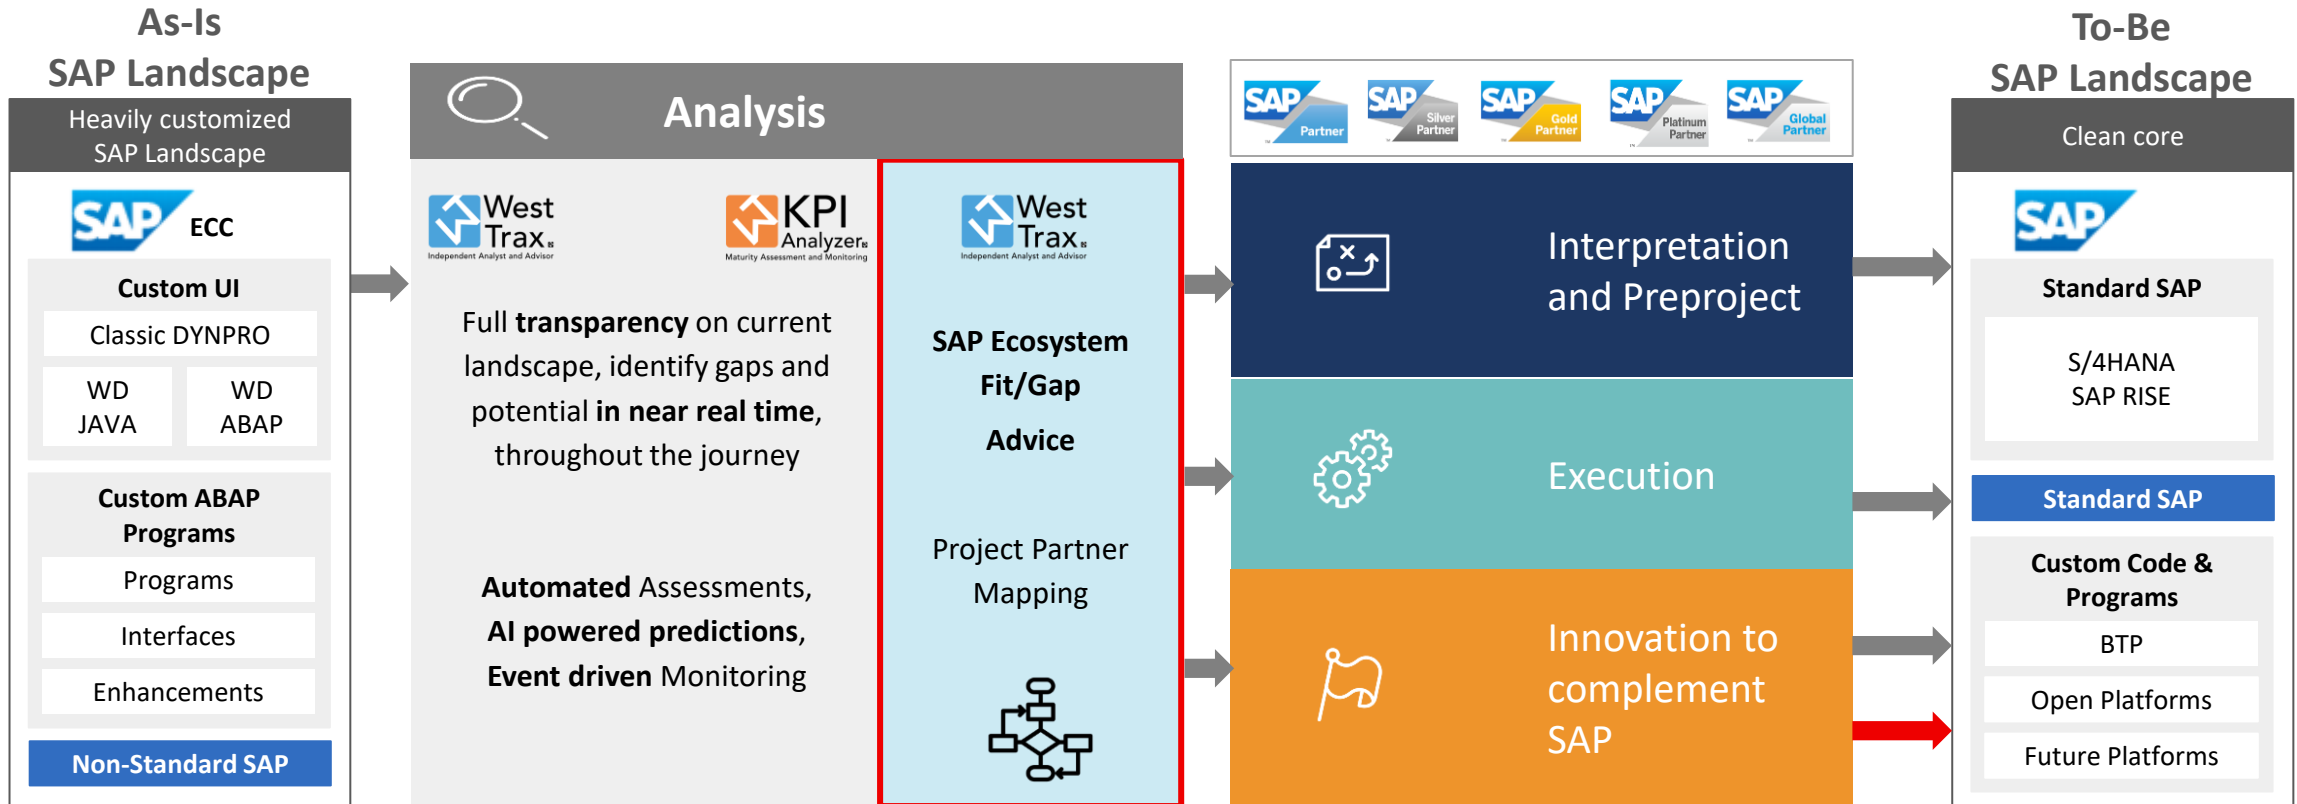 As-Is
SAP Landscape
Heavily customized
SAP Landscape
SAP
ECC
Custom UI
Classic DYNPRO
WD
JAVA
WD
ABAP
Custom ABAP
Programs
Programs
Interfaces
Enhancements
Non-Standard SAP
Analysis
West
Trax
Independent Analyst and Advisor
KPI
Analyzer
Maturity Assessment and Monitoring
Full transparency on current
landscape, identify gaps and
potential in near real time,
throughout the journey
Automated Assessments,
AI powered predictions,
Event driven Monitoring
West
Trax
Independent Analyst and Advisor
SAP Ecosystem
Fit/Gap
Advice
Project Partner
Mapping
SAP
Partner
SAP
Silver
Partner
SAP
Gold
Partner
SAP
Platinum
Partner
SAP
Global
Partner
Interpretation
and Preproject
Execution
Innovation to
complement
SAP
To-Be
SAP Landscape
Clean core
SAP
Standard SAP
S/4HANA
SAP RISE
Standard SAP
Custom Code &
Programs
BTP
Open Platforms
Future Platforms